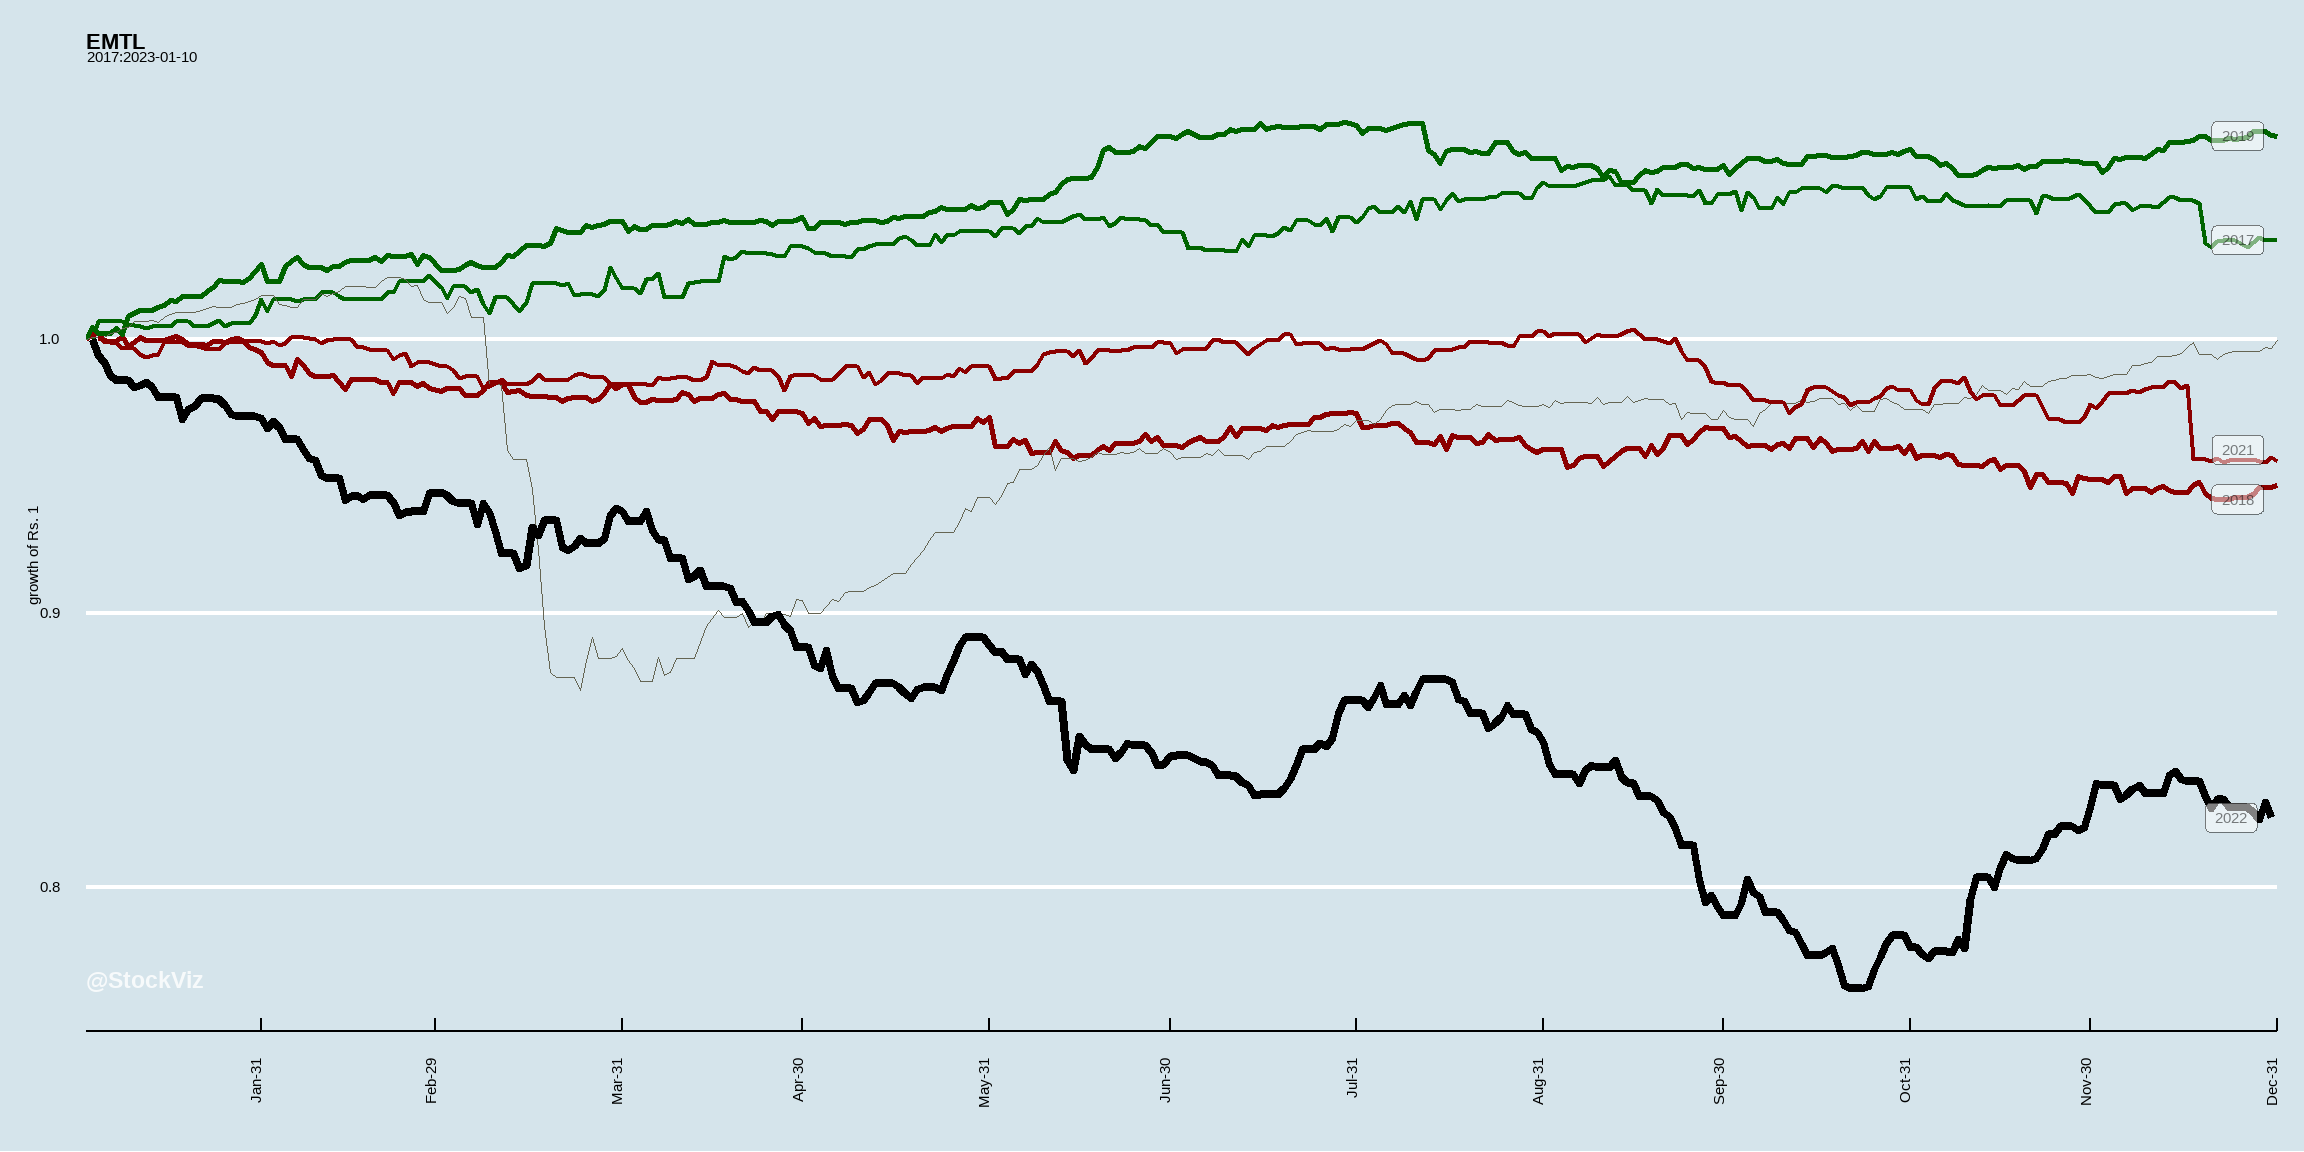 EMTL
2017:2023-01-10
2019
2017
1.0
2021
2018
growth of Rs. 1
0.9
2022
0.8
@StockViz
Jan-31
Feb-29
Mar-31
Apr-30
May-31
Jun-30
Jul-31
Aug-31
Sep-30
Oct-31
Nov-30
Dec-31